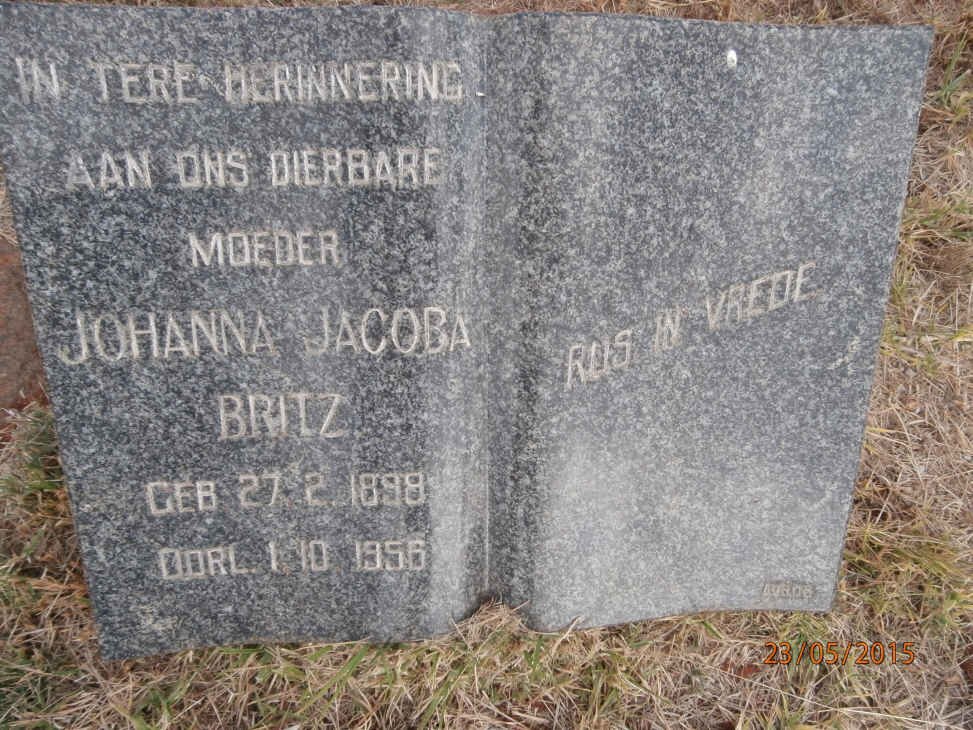 IN TERE HERINNERING
AAN ONS DIERBARE
MOEDER
JOHANNA JACOBA
BRITZ
GEB 27.2.1898
OORL. 1.10 1956
RUS IN VREDE
23/05/2015